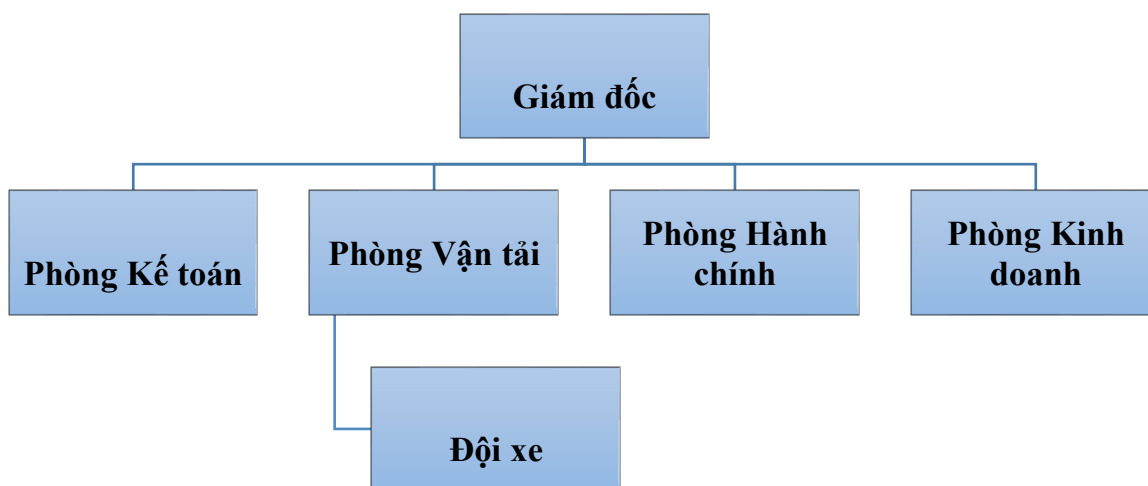 Giám đốc
Phòng Kế toán
Phòng Vận tải
Phòng Hành
chính
Phòng Kinh
doanh
Đội xe